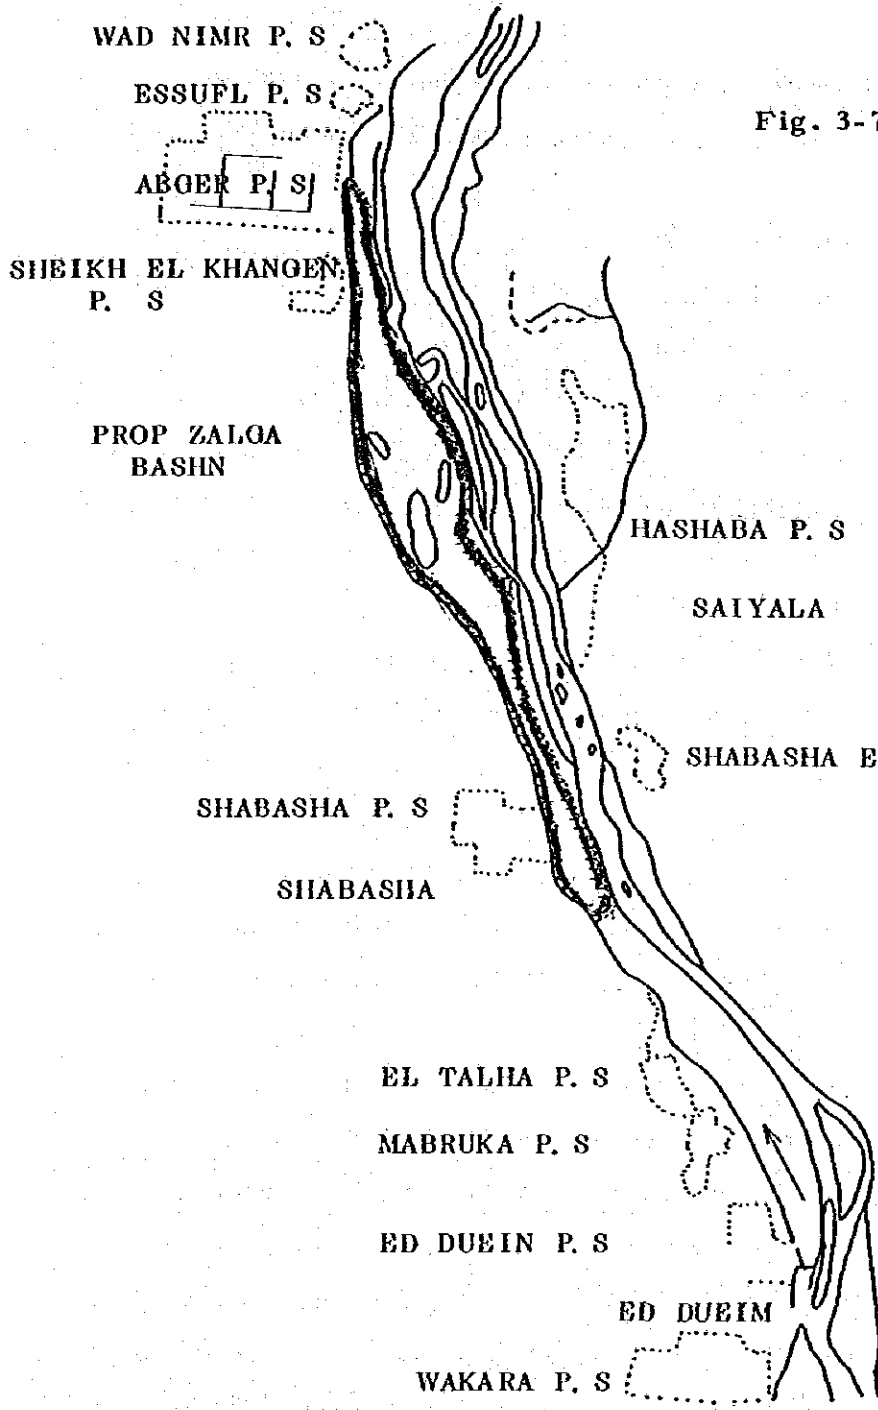 WAD NIMR P. S
ESSUFL P. S
Fig. 3-7
ABGER P. S
SHEIKH EL KHANGEN
P. S
PROP ZALGA
BASHN
HASHABA P. S
SAIYALA
SHABASHA E
SHABASHA P. S
SHABASHA
EL TALHA P. S
MABRUKA P. S
ED DUEIN P. S
ED DUEIM
WAKARA P. S